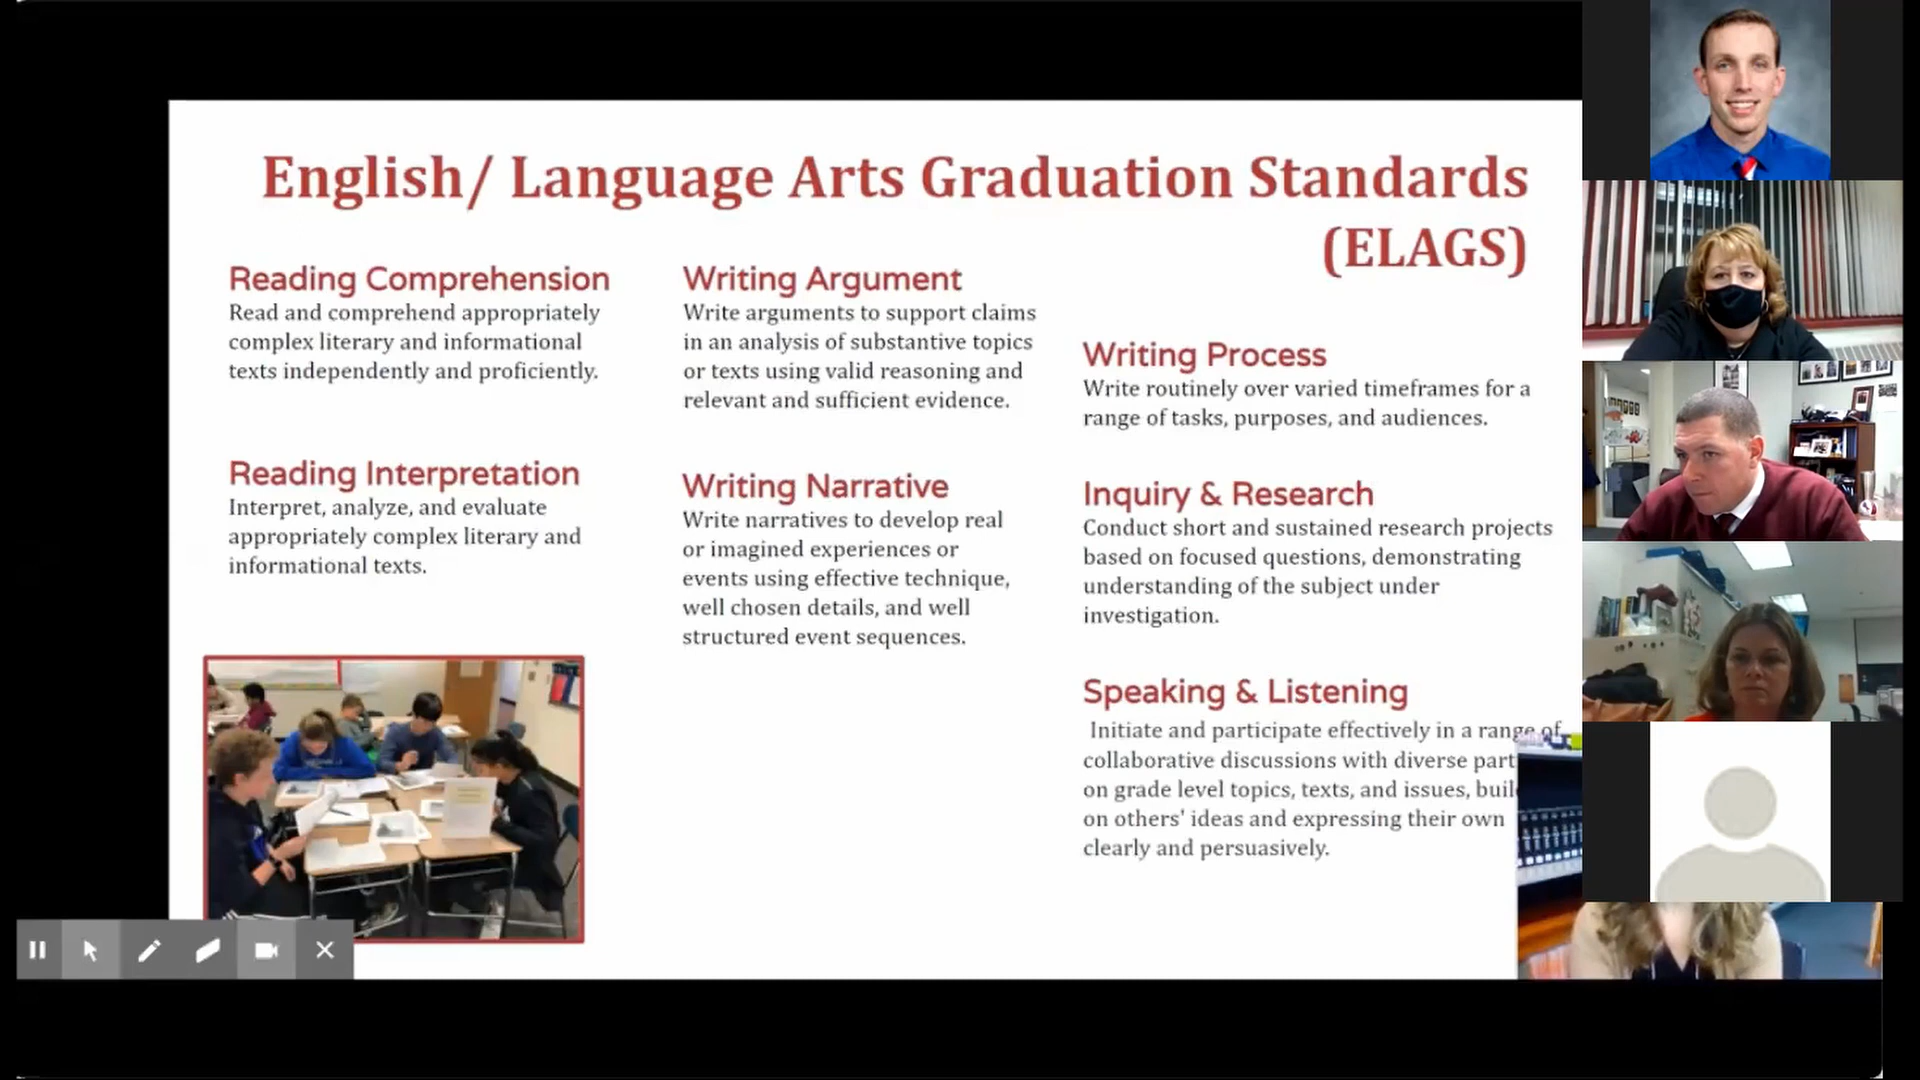 English/ Language Arts Graduation Standards
(ELAGS)
Reading Comprehension
Read and comprehend appropriately
complex literary and informational
texts independently and proficiently.
Reading Interpretation
Interpret, analyze, and evaluate
appropriately complex literary and
informational texts.
Writing Argument
Write arguments to support claims
in an analysis of substantive topics
or texts using valid reasoning and
relevant and sufficient evidence.
Writing Narrative
Write narratives to develop real
or imagined experiences or
events using effective technique,
well chosen details, and well
structured event sequences.
Writing Process
Write routinely over varied timeframes for a
range of tasks, purposes, and audiences.
Inquiry & Research
Conduct short and sustained research projects
based on focused questions, demonstrating
understanding of the subject under
investigation.
Speaking & Listening
Initiate and participate effectively in a range of
collaborative discussions with diverse part
on grade level topics, texts, and issues, buil
on others' ideas and expressing their own
clearly and persuasively.